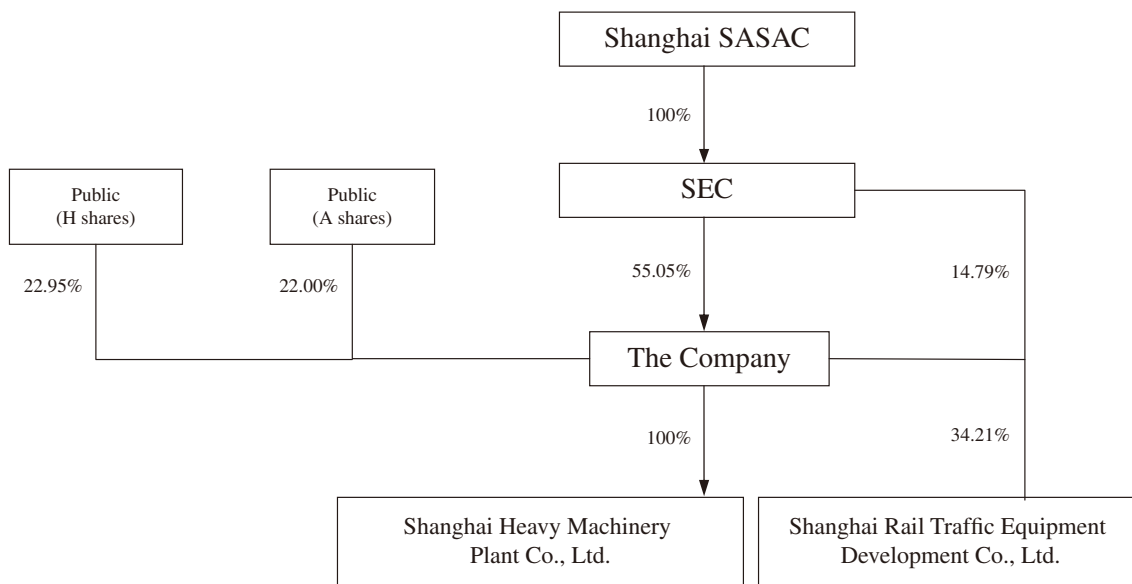 Shanghai SASAC
100%
Public
(H shares)
Public
(A shares)
SEC
22.95%
22.00%
55.05%
14.79%
The Company
100%
34.21%
Shanghai Heavy Machinery
Plant Co., Ltd.
Shanghai Rail Traffic Equipment
Development Co., Ltd.